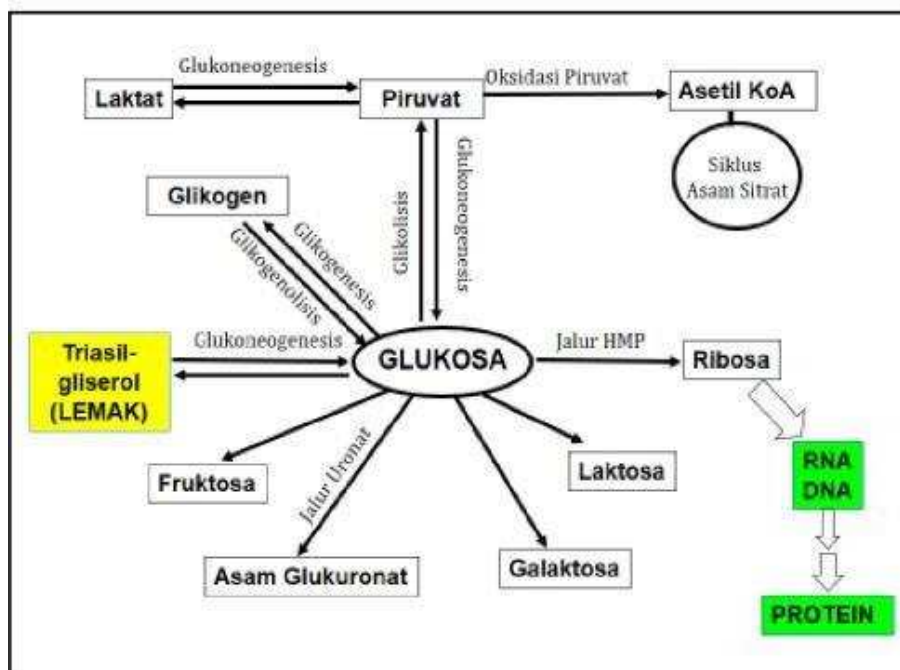 Glukoneogenesis
Laktat
Piruvat
Oksidasi Piruvat
Asetil KoA
Siklus
Asam Sitrat
Glikogen
Glikogenolisis
Glikogenesis
Glikolisis
Glukoneogenesis
Triasil-
gliserol
(LEMAK)
Glukoneogenesis
GLUKOSA
Jalur HMP
Ribosa
Fruktosa
Jalur Uronat
Asam Glukuronat
Galaktosa
Laktosa
RNA
DNA
PROTEIN